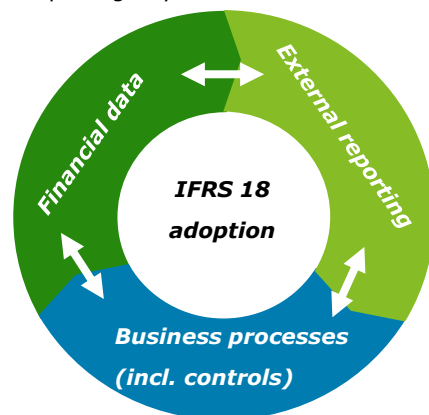 Financial data
External reporting
IFRS 18
adoption
Business processes
(incl. controls)